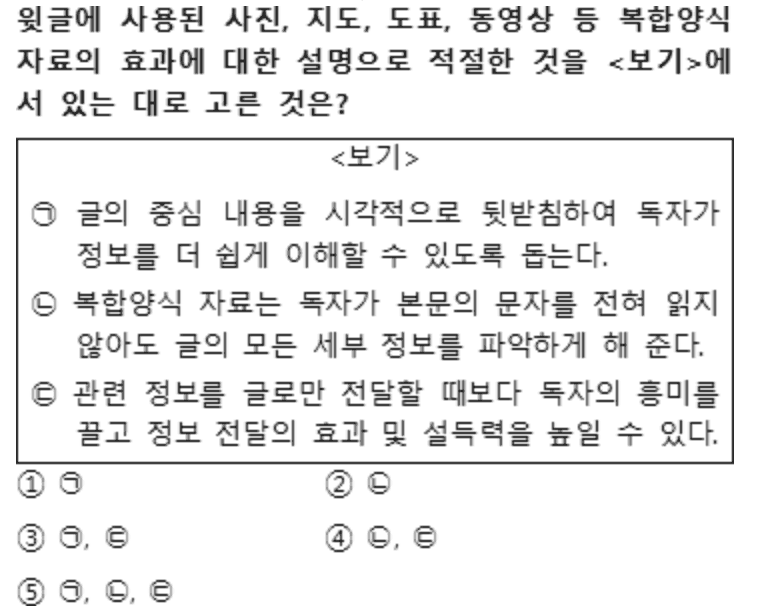 윗글에 사용된 사진, 지도, 도표, 동영상 등 복합양식
자료의 효과에 대한 설명으로 적절한 것을 <보기>에
서 있는 대로 고른 것은?
<보기>
㉠ 글의 중심 내용을 시각적으로 뒷받침하여 독자가
정보를 더 쉽게 이해할 수 있도록 돕는다.
㉡ 복합양식 자료는 독자가 본문의 문자를 전혀 읽지
않아도 글의 모든 세부 정보를 파악하게 해 준다.
㉢ 관련 정보를 글로만 전달할 때보다 독자의 흥미를
끌고 정보 전달의 효과 및 설득력을 높일 수 있다.
① ㉠ ② ㉡
③ ㉠, ㉢ ④ ㉡, ㉢
⑤ ㉠, ㉡, ㉢